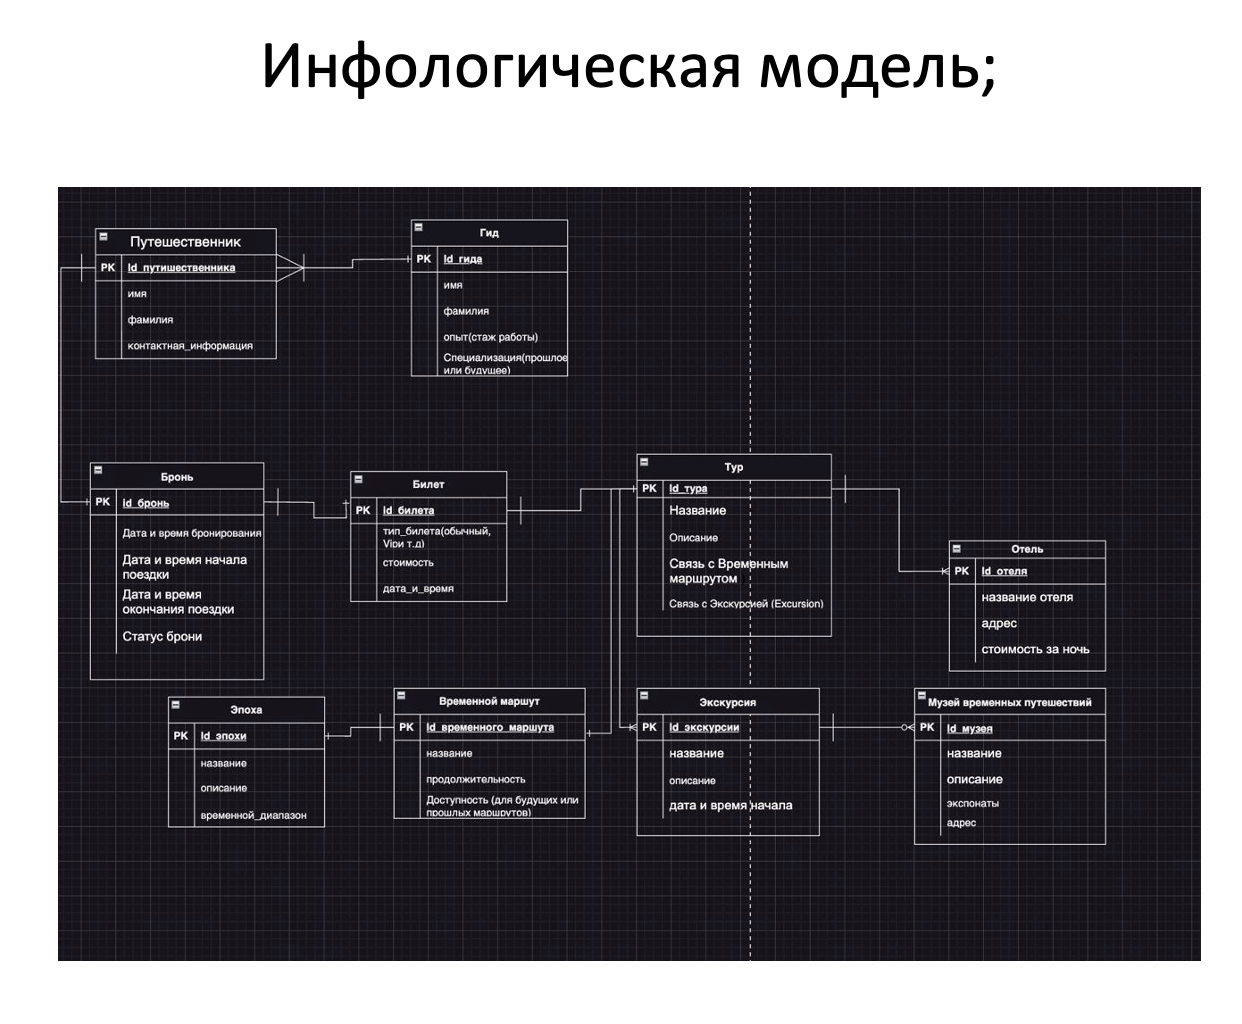 Инфологическая модель;
Путешественник
PK Id_путишественника
имя
фамилия
контактная_информация
Гид
PK Id_гида
имя
фамилия
опыт(стаж работы)
Специализация(прошлое
или будущее)
Бронь
PK id_бронь
Дата и время бронирования
Дата и время начала
поездки
Дата и время
окончания поездки
Статус брони
Билет
PK id_билета
тип_билета(обычный,
Vipи т.д)
стоимость
дата_и_время
Тур
PK Id_тура
Название
Описание
Связь с Временным
маршрутом
Связь с Экскурсией (Excursion)
Отель
PK Id_отеля
название отеля
адрес
стоимость за ночь
Эпоха
PK Id_эпохи
название
описание
временной_диапазон
Временной маршут
PK Id_временного_маршута
название
продолжительность
Доступность (для будущих или
прошлых маршрутов)
Экскурсия
PK Id_экскурсии
название
описание
дата и время начала
Музей временных путешествий
PK Id_музея
название
описание
экспонаты
адрес